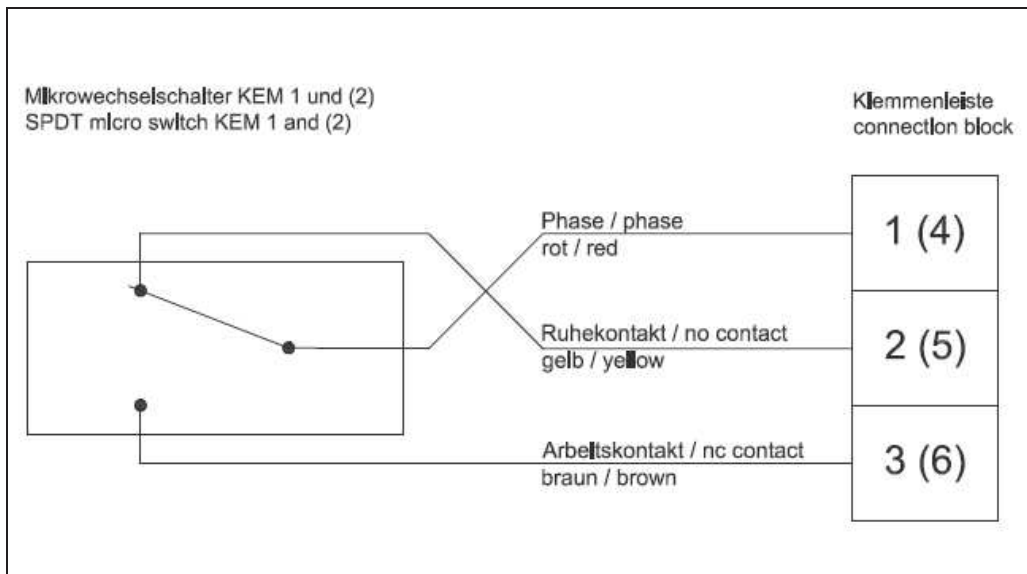 Mikrowechselschalter KEM 1 und (2)
SPDT micro switch KEM 1 and (2)
Klemmenleiste
connection block
Phase / phase
rot / red
1 (4)
Ruhekontakt / no contact
gelb / yellow
2 (5)
Arbeitskontakt / nc contact
braun / brown
3 (6)